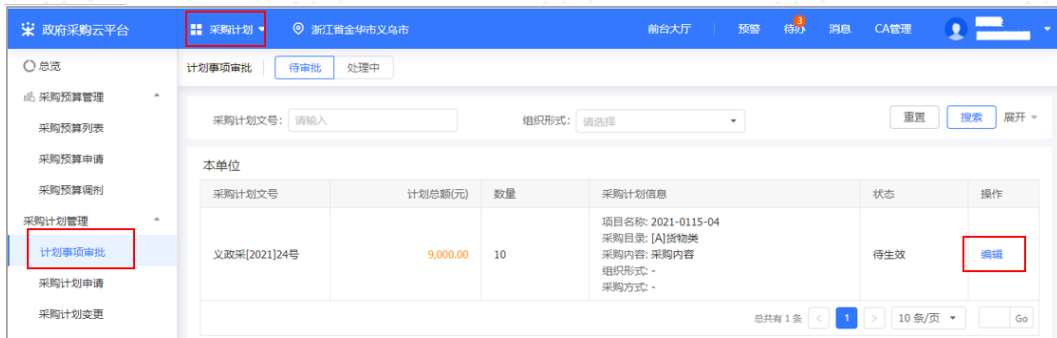 政府采购云平台 采购计划 浙江省金华市义乌市 前台大厅 预警 待办 3 消息 CA管理
总览
采购预算管理
采购预算列表
采购预算申请
采购预算调剂
采购计划管理
计划事项审批
采购计划申请
采购计划变更
计划事项审批 待审批 处理中
采购计划文号: 请输入 组织形式: 请选择 重置 搜索 展开
本单位
采购计划文号 计划总额(元) 数量 采购计划信息 状态 操作
义政采[2021]24号 9,000.00 10
项目名称: 2021-0115-04
采购目录: [A]货物类
采购内容: 采购内容
组织形式: -
采购方式: -
待生效 编辑
总共有 1 条 < 1 > 10 条/页 Go